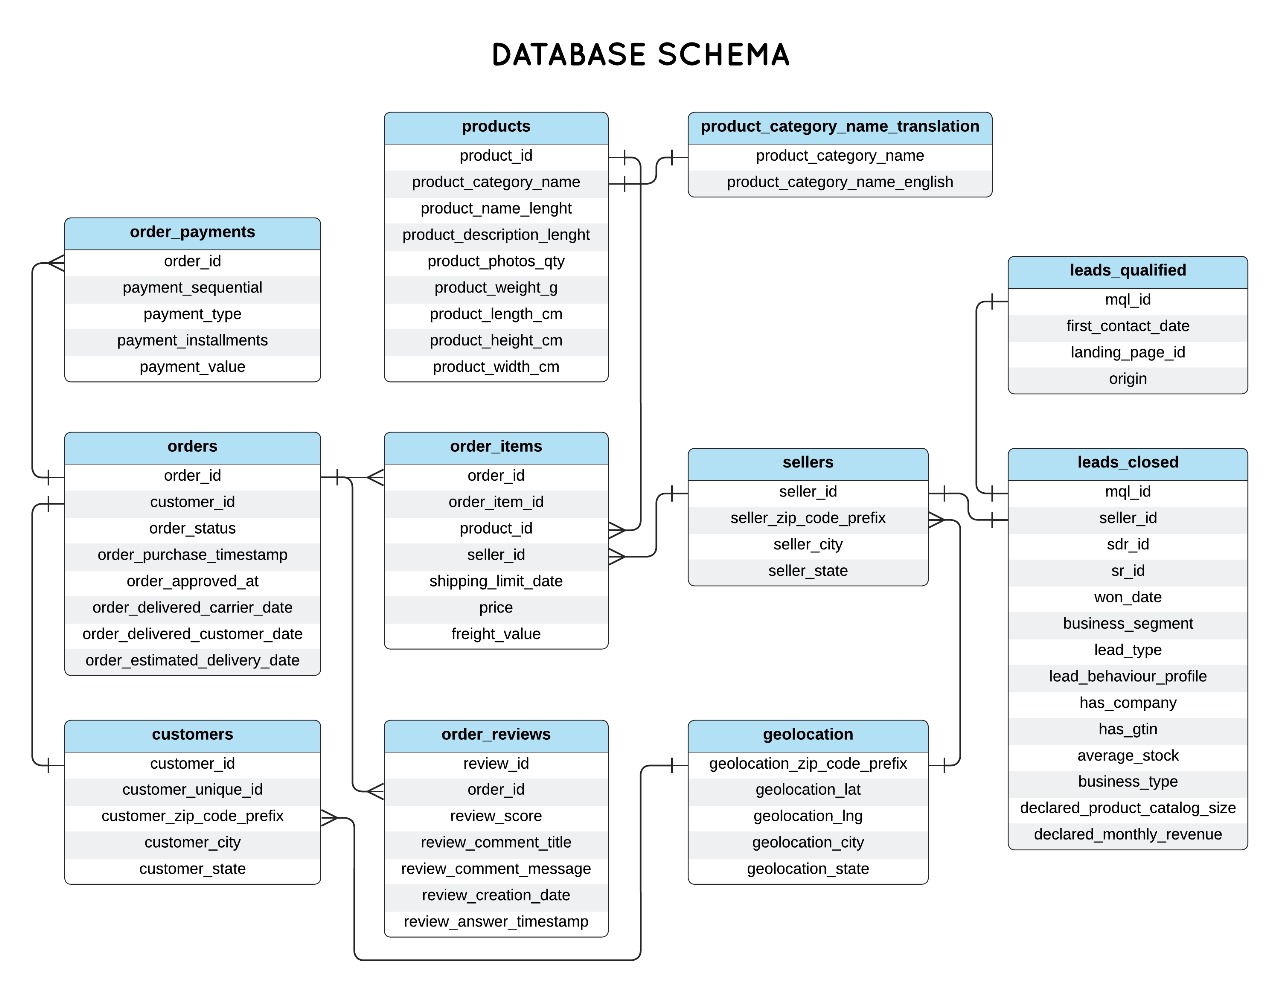 DATABASE SCHEMA
products
product_id
product_category_name
product_name_lenght
product_description_lenght
product_photos_qty
product_weight_g
product_length_cm
product_height_cm
product_width_cm
product_category_name_translation
product_category_name
product_category_name_english
order_payments
order_id
payment_sequential
payment_type
payment_installments
payment_value
leads_qualified
mql_id
first_contact_date
landing_page_id
origin
orders
order_id
customer_id
order_status
order_purchase_timestamp
order_approved_at
order_delivered_carrier_date
order_delivered_customer_date
order_estimated_delivery_date
order_items
order_id
order_item_id
product_id
seller_id
shipping_limit_date
price
freight_value
sellers
seller_id
seller_zip_code_prefix
seller_city
seller_state
leads_closed
mql_id
seller_id
sdr_id
sr_id
won_date
business_segment
lead_type
lead_behaviour_profile
has_company
has_gtin
average_stock
business_type
declared_product_catalog_size
declared_monthly_revenue
customers
customer_id
customer_unique_id
customer_zip_code_prefix
customer_city
customer_state
order_reviews
review_id
order_id
review_score
review_comment_title
review_comment_message
review_creation_date
review_answer_timestamp
geolocation
geolocation_zip_code_prefix
geolocation_lat
geolocation_lng
geolocation_city
geolocation_state